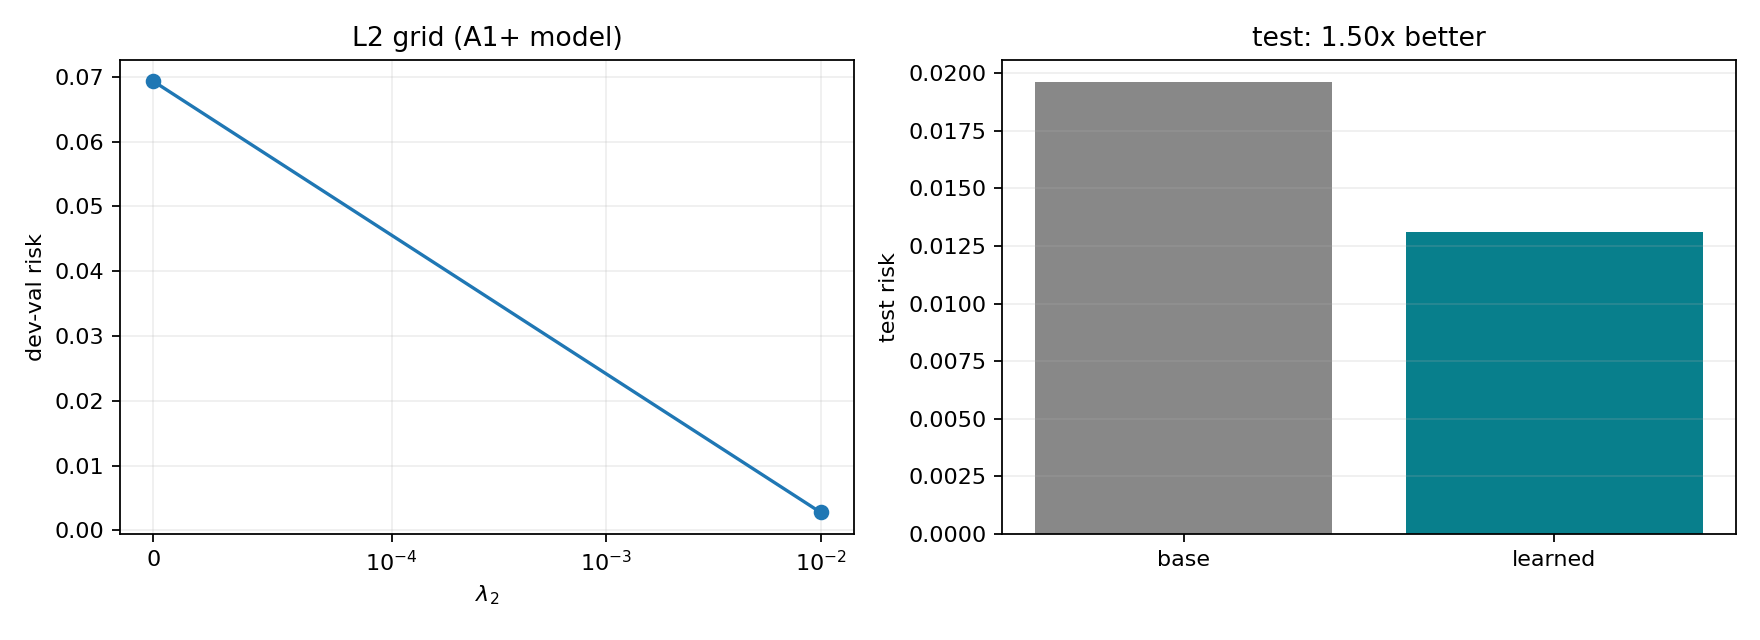 L2 grid (A1+ model)
0.07
0.06
0.05
0.04
0.03
0.02
0.01
0.00
dev-val risk
0 10⁻⁴ 10⁻³ 10⁻²
λ₂
test: 1.50x better
0.0200
0.0175
0.0150
0.0125
0.0100
0.0075
0.0050
0.0025
0.0000
test risk
base learned